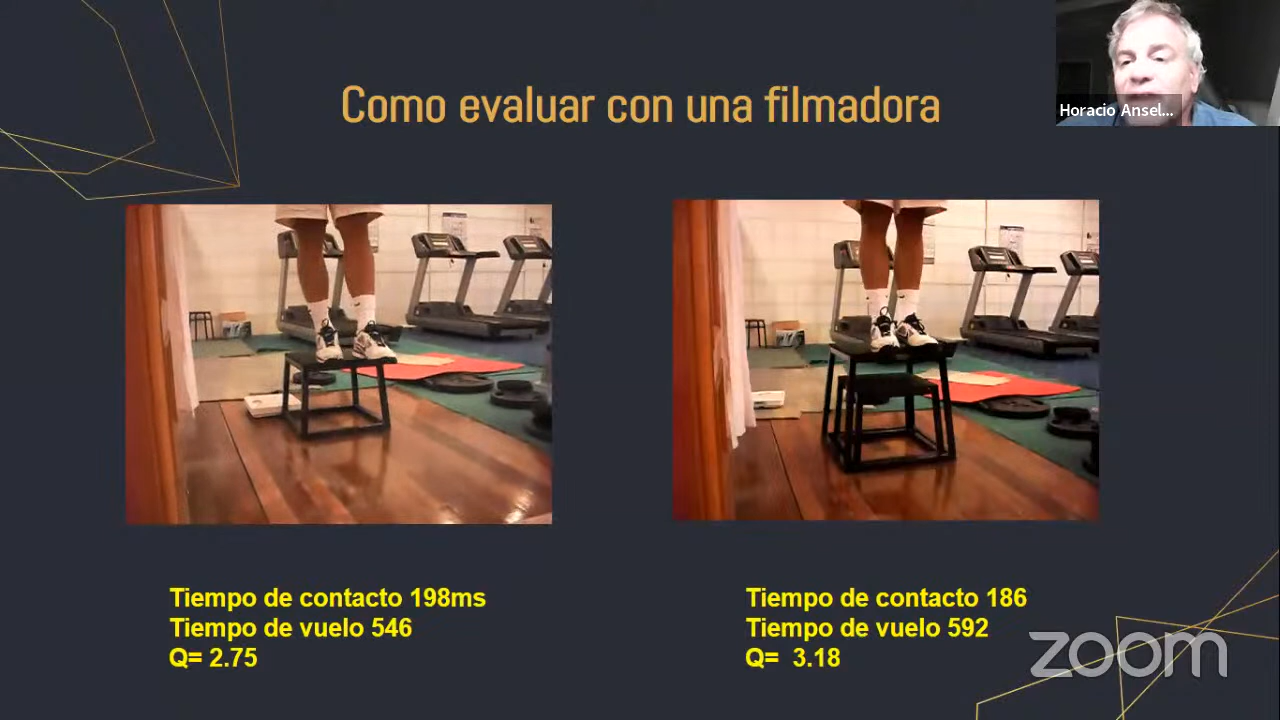 Como evaluar con una filmadora
Horacio Ansel...
Tiempo de contacto 198ms
Tiempo de vuelo 546
Q= 2.75
Tiempo de contacto 186
Tiempo de vuelo 592
Q= 3.18
zoom